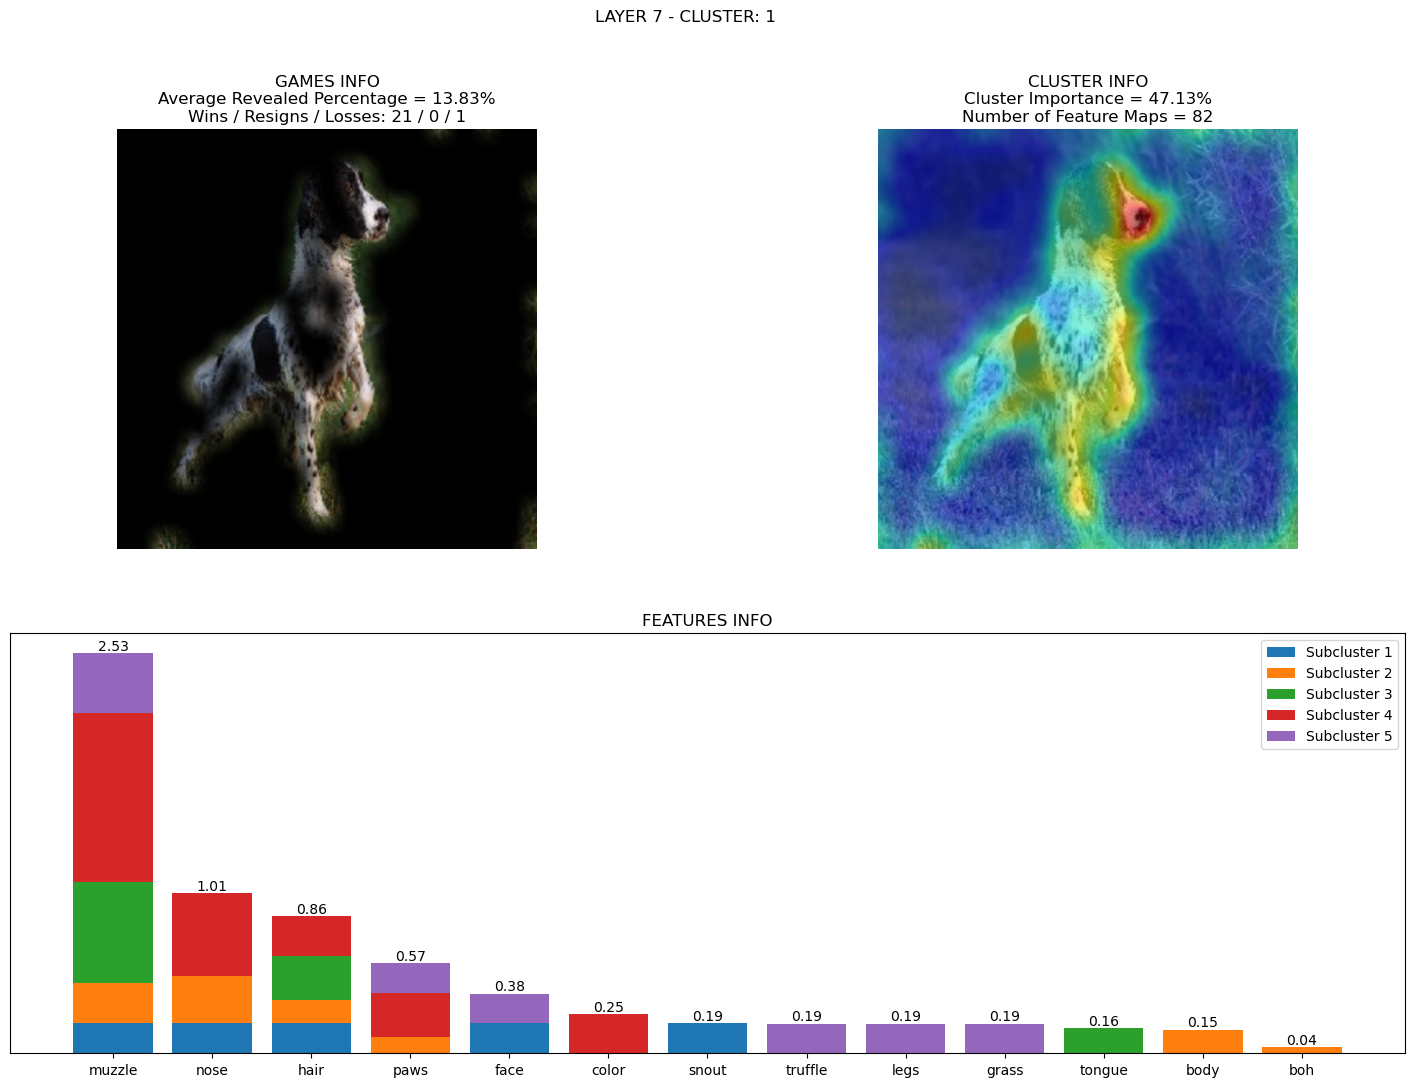 LAYER 7 - CLUSTER: 1
GAMES INFO
Average Revealed Percentage = 13.83%
Wins / Resigns / Losses: 21 / 0 / 1
CLUSTER INFO
Cluster Importance = 47.13%
Number of Feature Maps = 82
FEATURES INFO
2.53
1.01
0.86
0.57
0.38
0.25
0.19
0.19
0.19
0.19
0.16
0.15
0.04
Subcluster 1
Subcluster 2
Subcluster 3
Subcluster 4
Subcluster 5
muzzle
nose
hair
paws
face
color
snout
truffle
legs
grass
tongue
body
boh